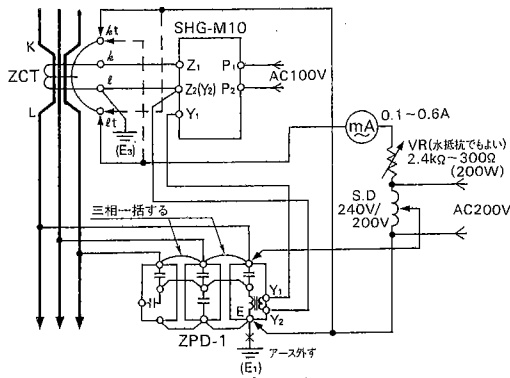 K
ZCT
L
kt
k
l
lt
(E3)
SHG-M10
Z1
Z2(Y2)
Y1
P1
P2
AC100V
mA
0.1~0.6A
VR(水抵抗でもよい)
2.4kΩ~300Ω
(200W)
S.D
240V/
200V
AC200V
三相一括する
E
Y1
Y2
ZPD-1
アース外す
(E1)